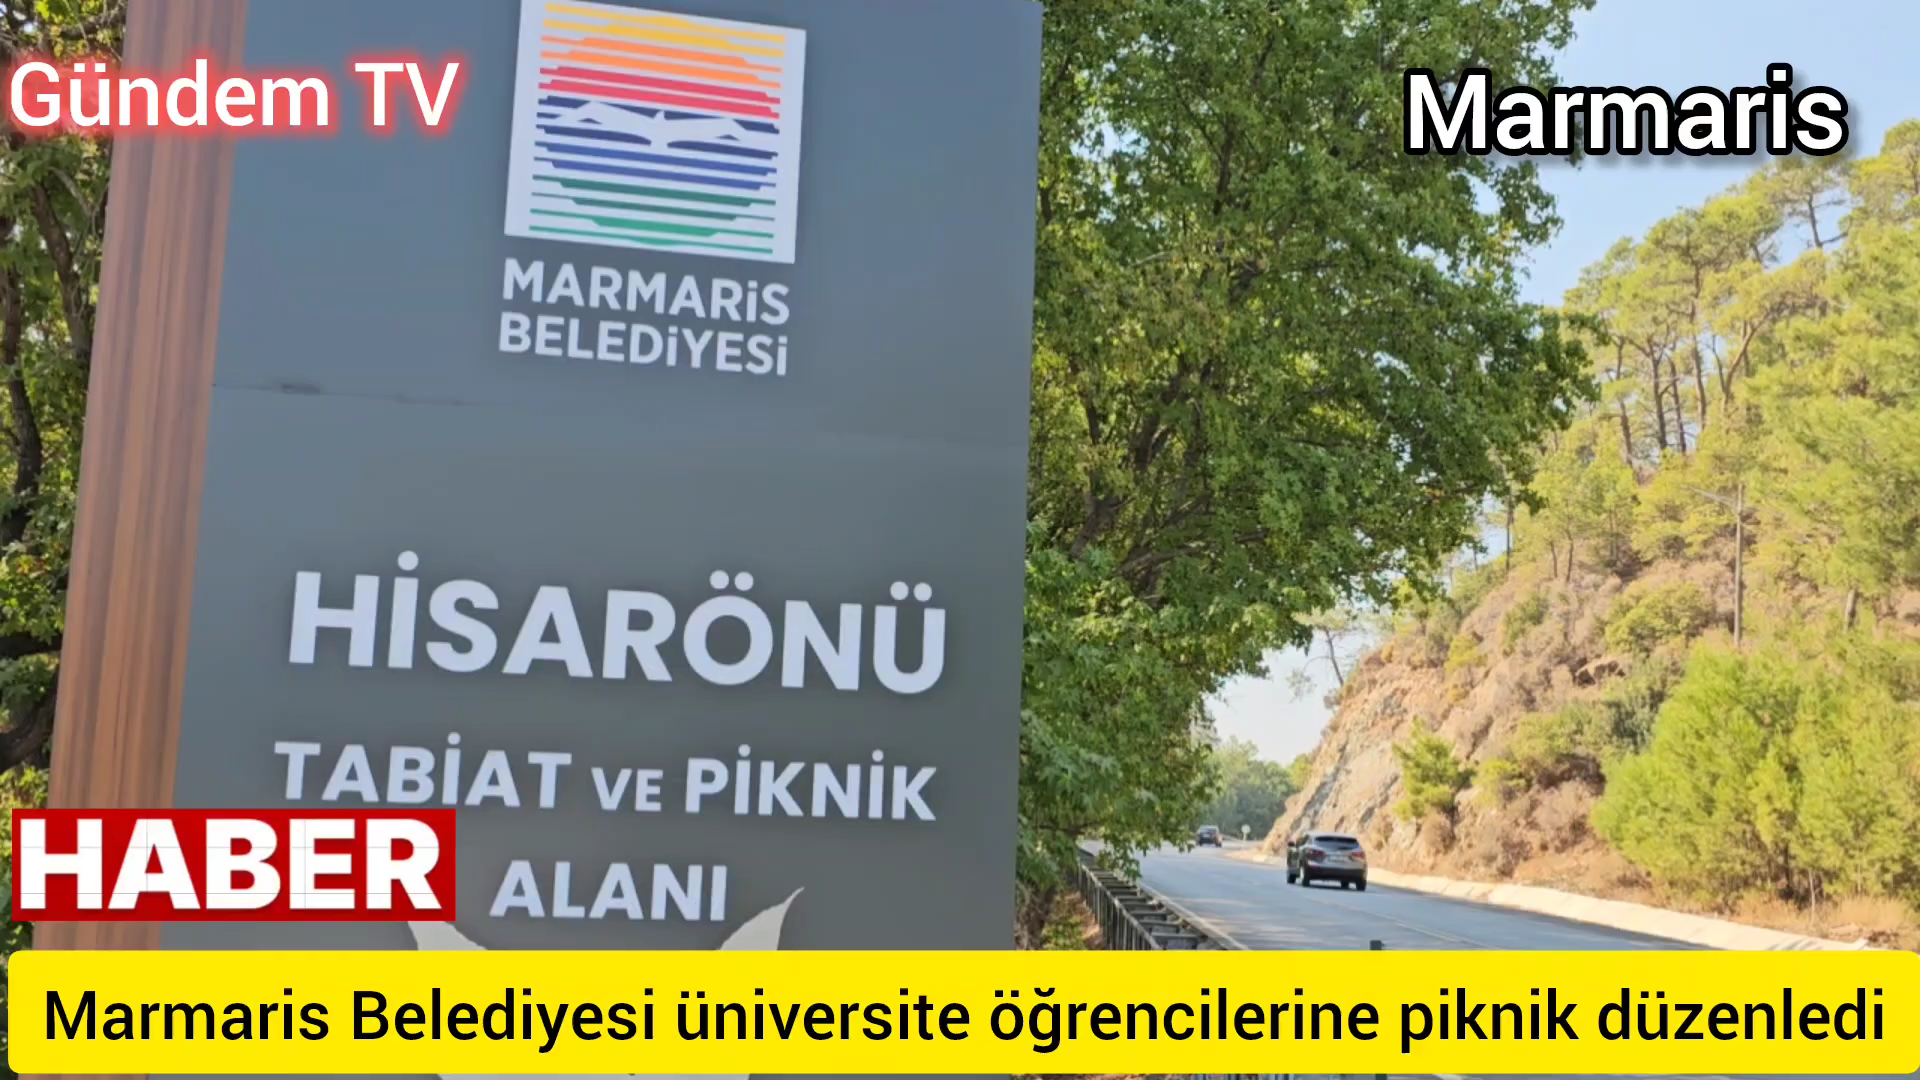 Gündem TV
Marmaris
MARMARiS
BELEDiYESi
HİSARÖNÜ
TABİAT VE PİKNİK
ALANI
HABER
Marmaris Belediyesi üniversite öğrencilerine piknik düzenledi